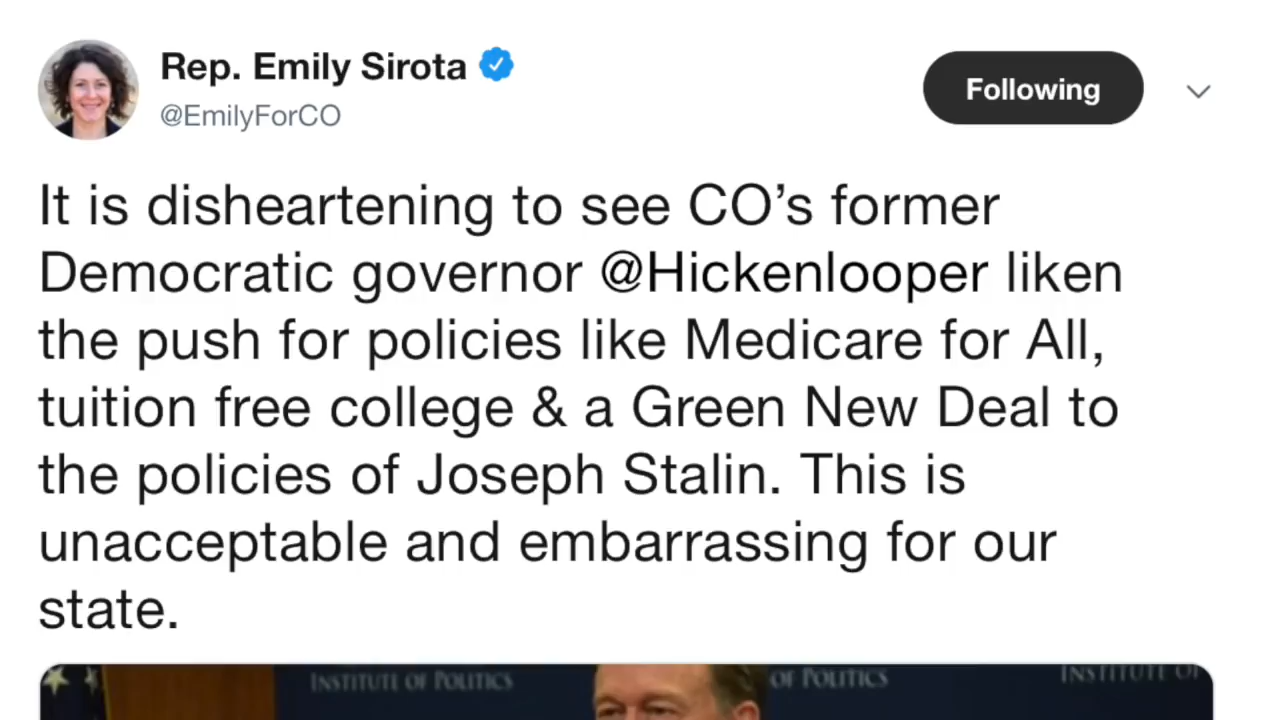 Rep. Emily Sirota
@EmilyForCO
Following
It is disheartening to see CO’s former
Democratic governor @Hickenlooper liken
the push for policies like Medicare for All,
tuition free college & a Green New Deal to
the policies of Joseph Stalin. This is
unacceptable and embarrassing for our
state.
INSTITUTE OF POLITICS
OF POLITICS
INSTITUTE OF